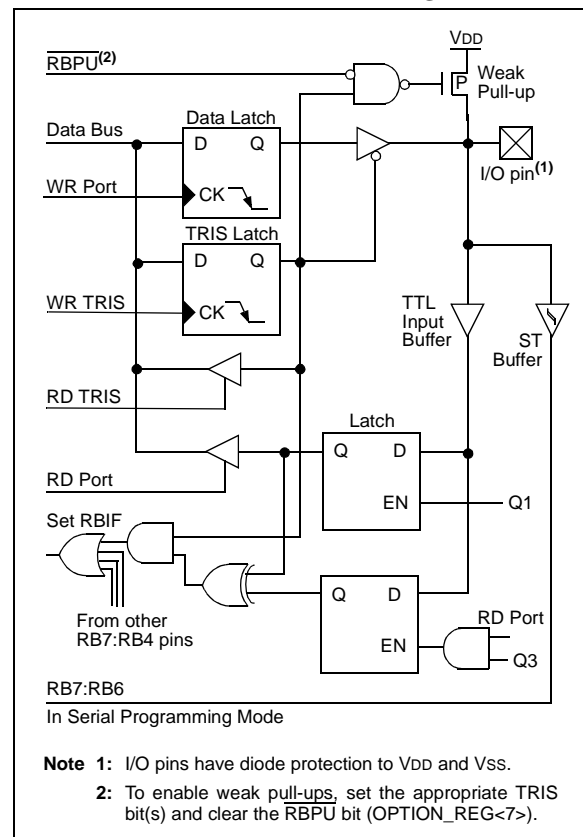 VDD
RBPU(2)
Weak
Pull-up
P
Data Latch
Data Bus
D Q
I/O pin(1)
WR Port
CK
TRIS Latch
D Q
WR TRIS
CK
TTL
Input
Buffer
ST
Buffer
RD TRIS
Latch
Q D
RD Port
EN
Q1
Set RBIF
Q D
RD Port
From other
RB7:RB4 pins
EN
Q3
RB7:RB6
In Serial Programming Mode
Note 1: I/O pins have diode protection to VDD and VSS.
2: To enable weak pull-ups, set the appropriate TRIS
bit(s) and clear the RBPU bit (OPTION_REG<7>).